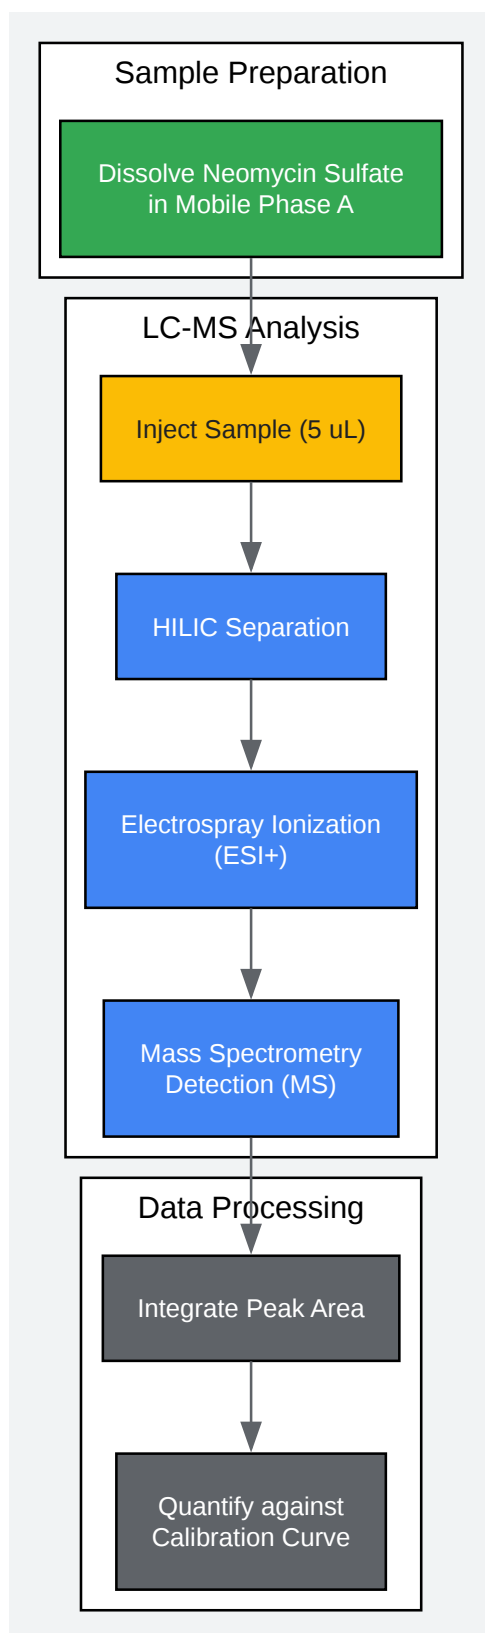 Sample Preparation
Dissolve Neomycin Sulfate
in Mobile Phase A
LC-MS Analysis
Inject Sample (5 uL)
HILIC Separation
Electrospray Ionization
(ESI+)
Mass Spectrometry
Detection (MS)
Data Processing
Integrate Peak Area
Quantify against
Calibration Curve